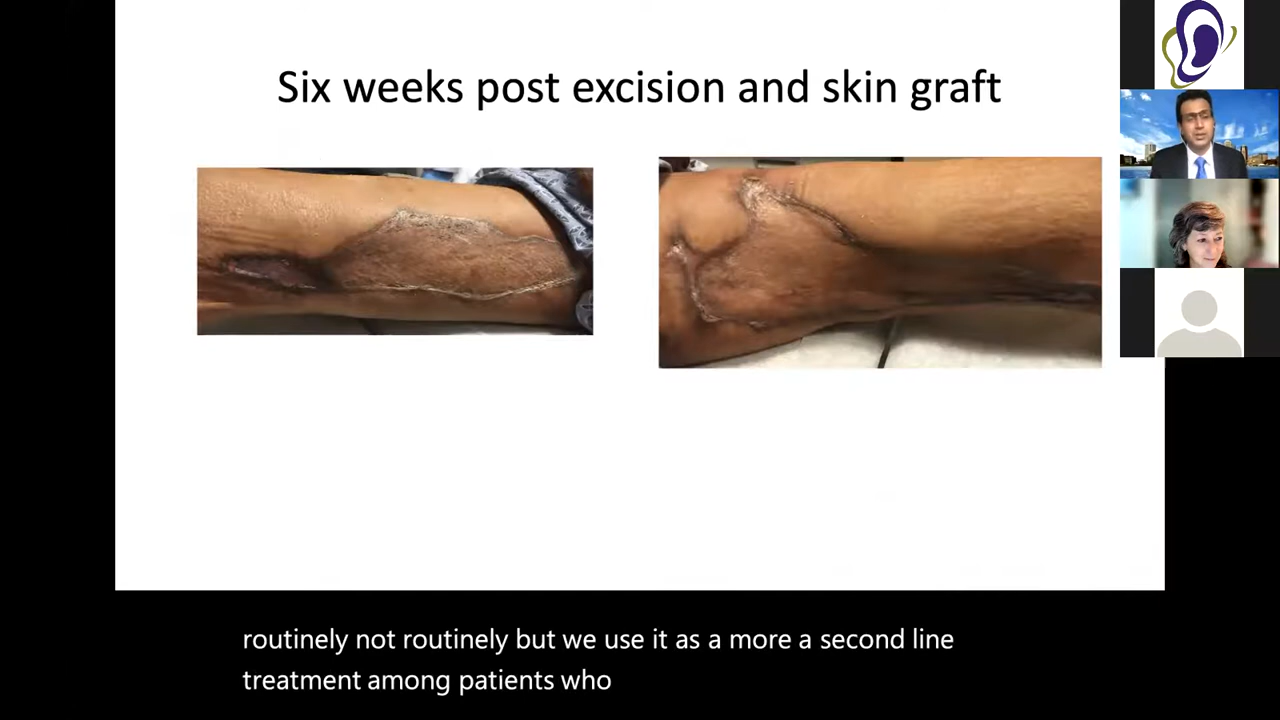 Six weeks post excision and skin graft
routinely not routinely but we use it as a more a second line
treatment among patients who